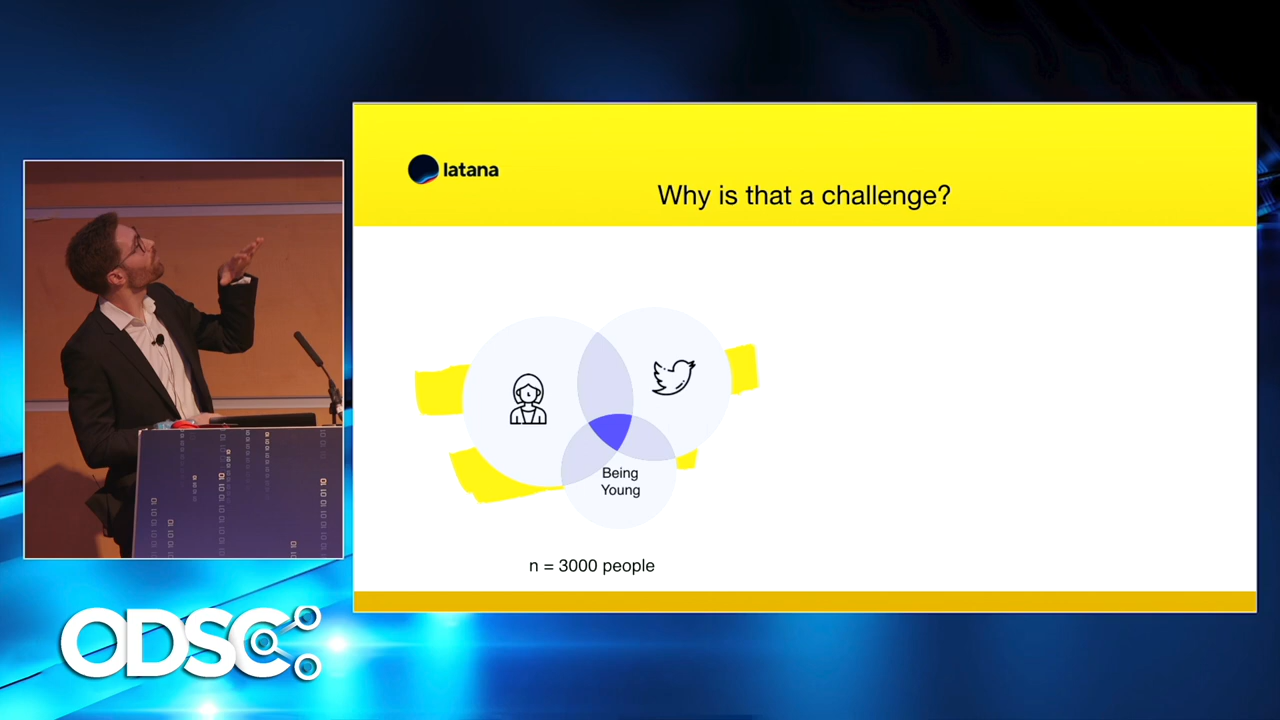 latana
Why is that a challenge?
Being
Young
n = 3000 people
ODSC